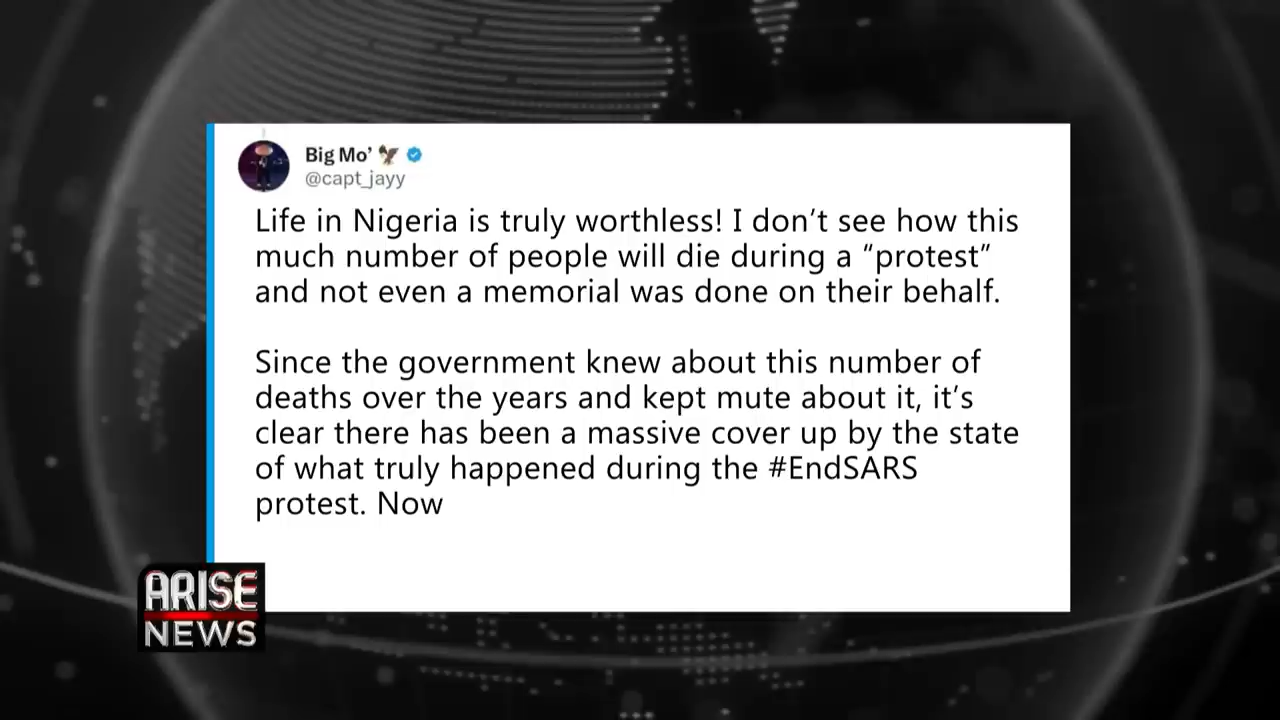 Big Mo’
@capt_jayy
Life in Nigeria is truly worthless! I don’t see how this
much number of people will die during a “protest”
and not even a memorial was done on their behalf.
Since the government knew about this number of
deaths over the years and kept mute about it, it’s
clear there has been a massive cover up by the state
of what truly happened during the #EndSARS
protest. Now
ARISE
NEWS